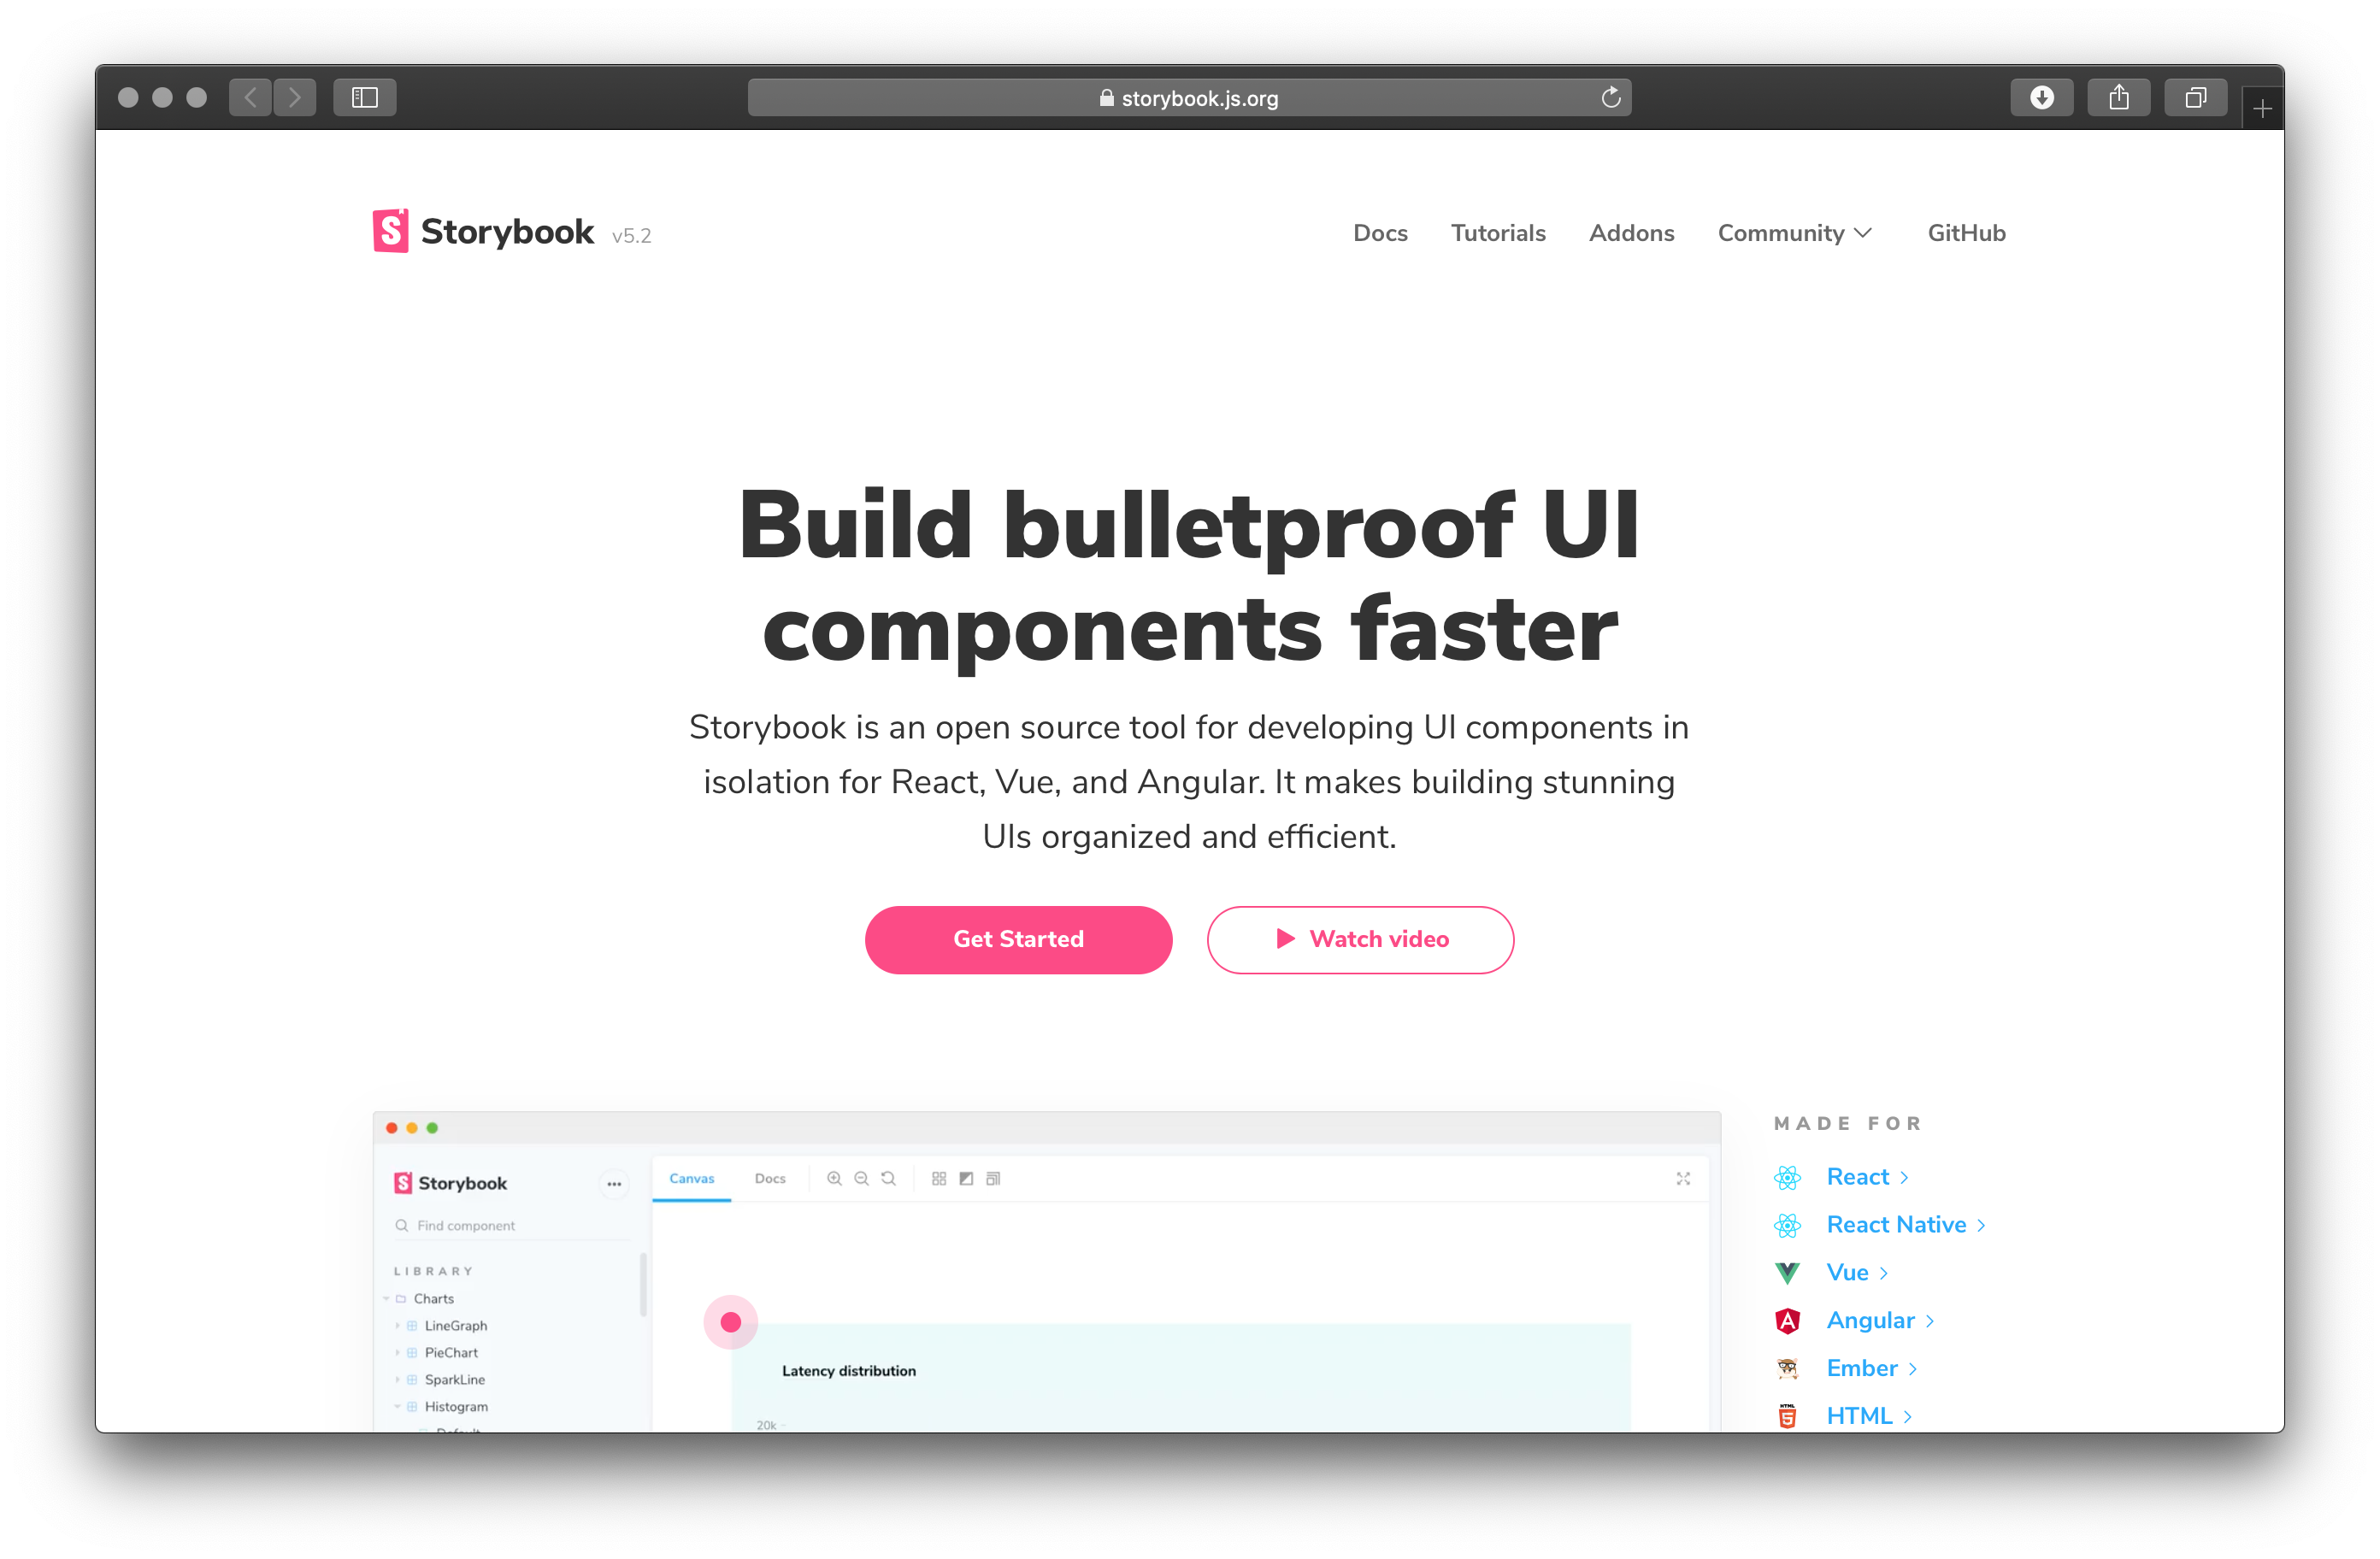 storybook.js.org
Storybook v5.2
Docs Tutorials Addons Community GitHub
Build bulletproof UI
components faster
Storybook is an open source tool for developing UI components in
isolation for React, Vue, and Angular. It makes building stunning
UIs organized and efficient.
Get Started
Watch video
Storybook
Find component
LIBRARY
Charts
LineGraph
PieChart
SparkLine
Histogram
Default
Canvas Docs
Latency distribution
20k
MADE FOR
React
React Native
Vue
Angular
Ember
HTML